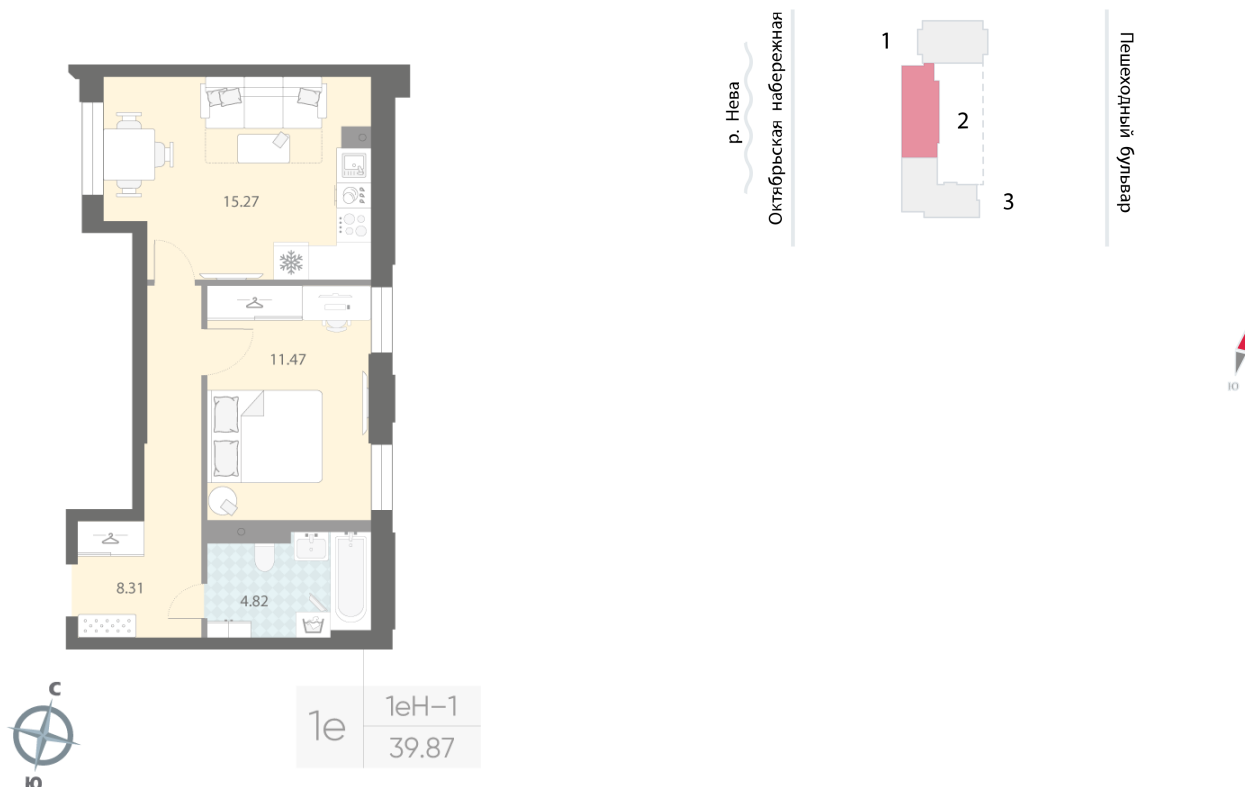 15.27
11.47
8.31
4.82
С
Ю
1е
1еН–1
39.87
р. Нева
Октябрьская набережная
1
2
3
Пешеходный бульвар
Ю